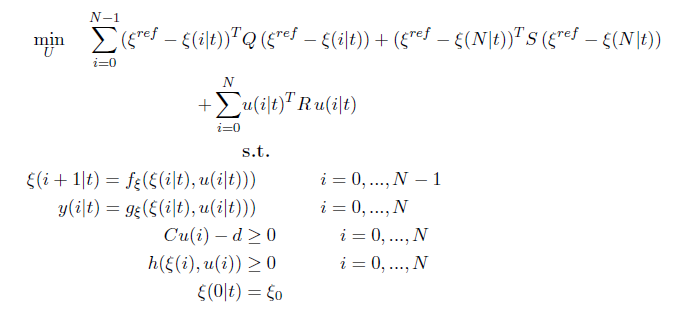 min_U ∑_{i=0}^{N−1} (ξ^{ref} − ξ(i|t))^T Q (ξ^{ref} − ξ(i|t)) + (ξ^{ref} − ξ(N|t))^T S (ξ^{ref} − ξ(N|t))
+ ∑_{i=0}^{N} u(i|t)^T R u(i|t)
s.t.
ξ(i + 1|t) = f_ξ(ξ(i|t), u(i|t))) i = 0, ..., N − 1
y(i|t) = g_ξ(ξ(i|t), u(i|t))) i = 0, ..., N
Cu(i) − d ≥ 0 i = 0, ..., N
h(ξ(i), u(i)) ≥ 0 i = 0, ..., N
ξ(0|t) = ξ_0